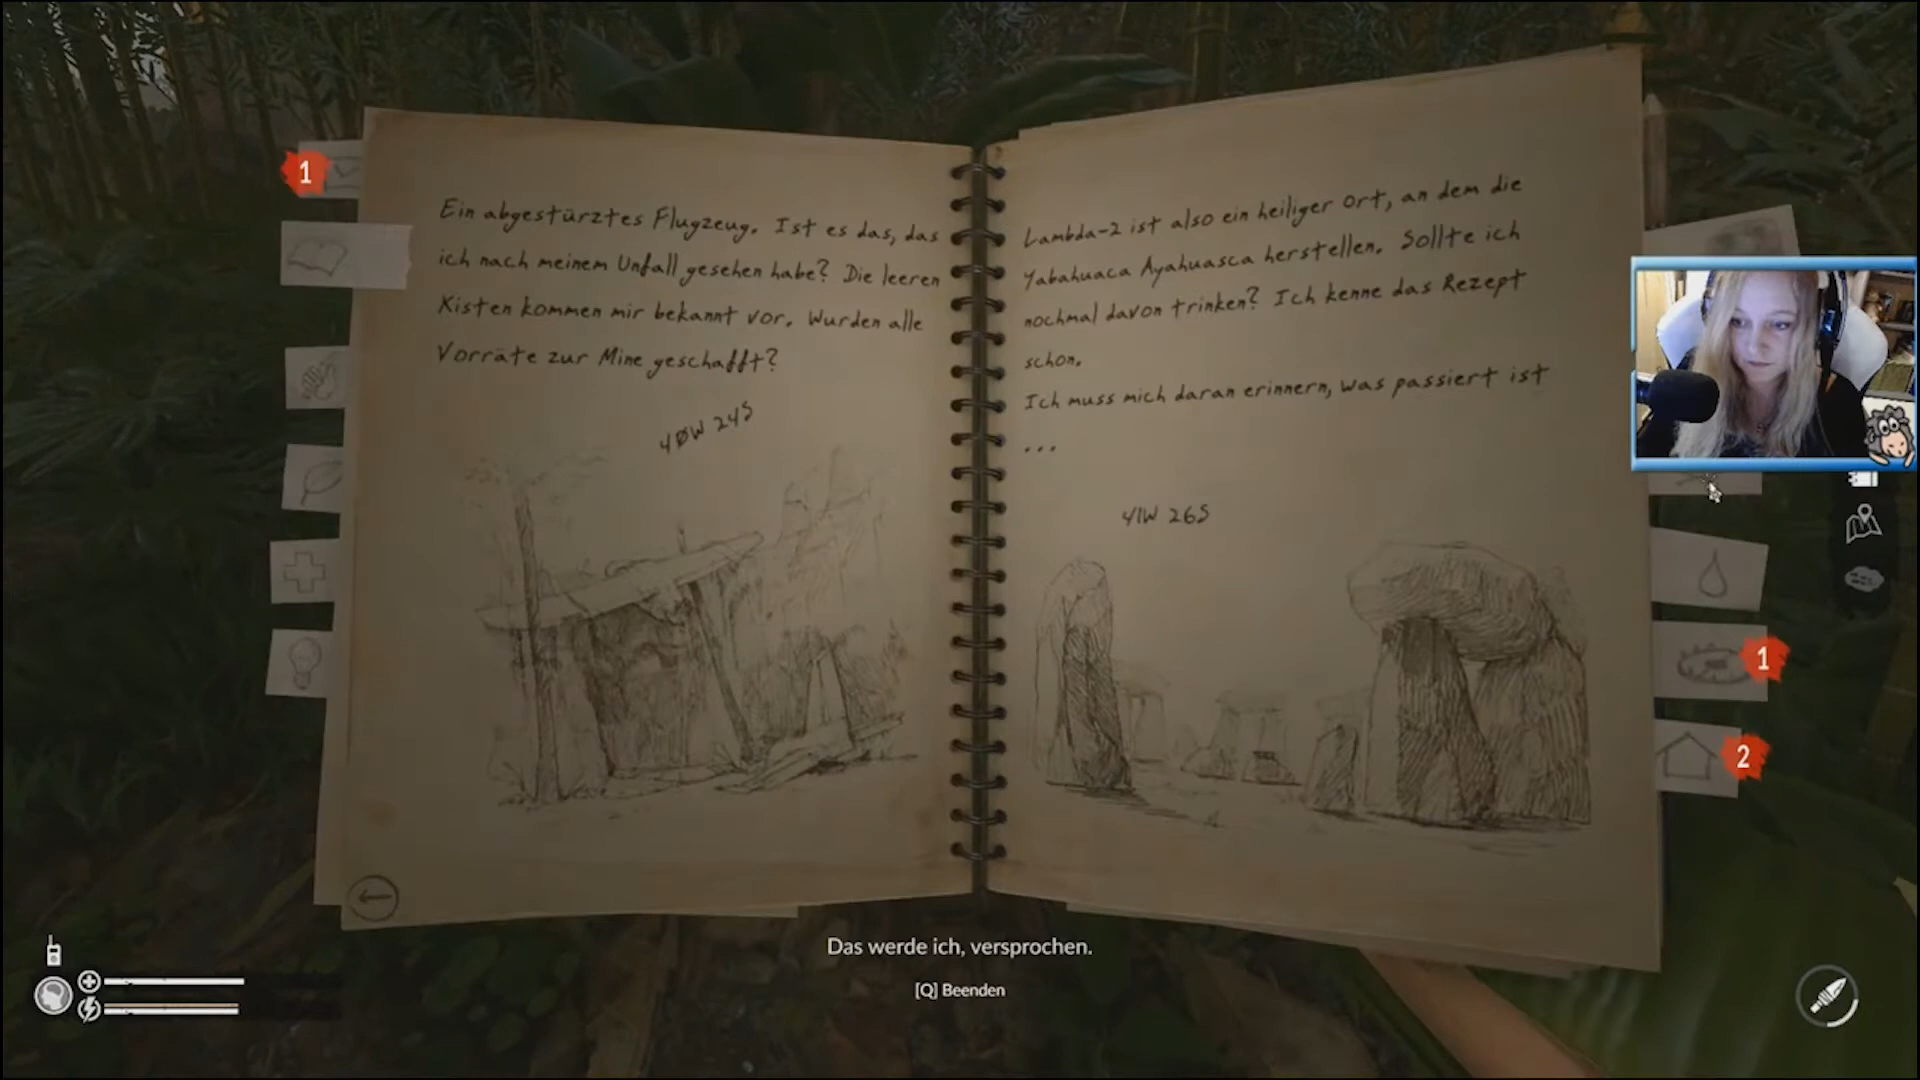 1
Ein abgestürztes Flugzeug. Ist es das, das
ich nach meinem Unfall gesehen habe? Die leeren
Kisten kommen mir bekannt vor. Wurden alle
Vorräte zur Mine geschafft?
40W 24S
Lambda-2 ist also ein heiliger Ort, an dem die
Yabahuaca Ayahuasca herstellen. Sollte ich
nochmal davon trinken? Ich kenne das Rezept
schon.
Ich muss mich daran erinnern, was passiert ist
...
41W 26S
1
2
Das werde ich, versprochen.
[Q] Beenden